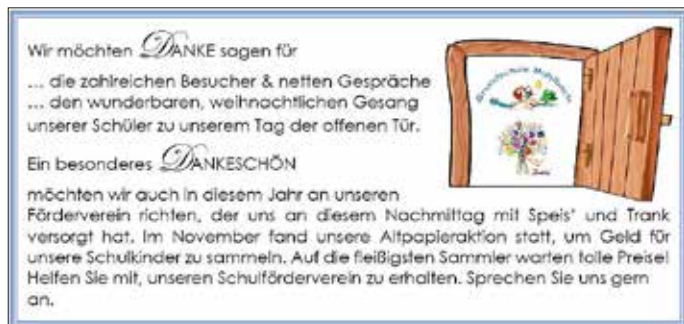 Wir möchten DANKE sagen für
... die zahlreichen Besucher & netten Gespräche
... den wunderbaren, weihnachtlichen Gesang
unserer Schüler zu unserem Tag der offenen Tür.
Ein besonderes DANKESCHÖN
möchten wir auch in diesem Jahr an unseren
Förderverein richten, der uns an diesem Nachmittag mit Speis' und Trank
versorgt hat. Im November fand unsere Altpapieraktion statt, um Geld für
unsere Schulkinder zu sammeln. Auf die fleißigsten Sammler warten tolle Preise!
Helfen Sie mit, unseren Schulförderverein zu erhalten. Sprechen Sie uns gern
an.
Grundschule